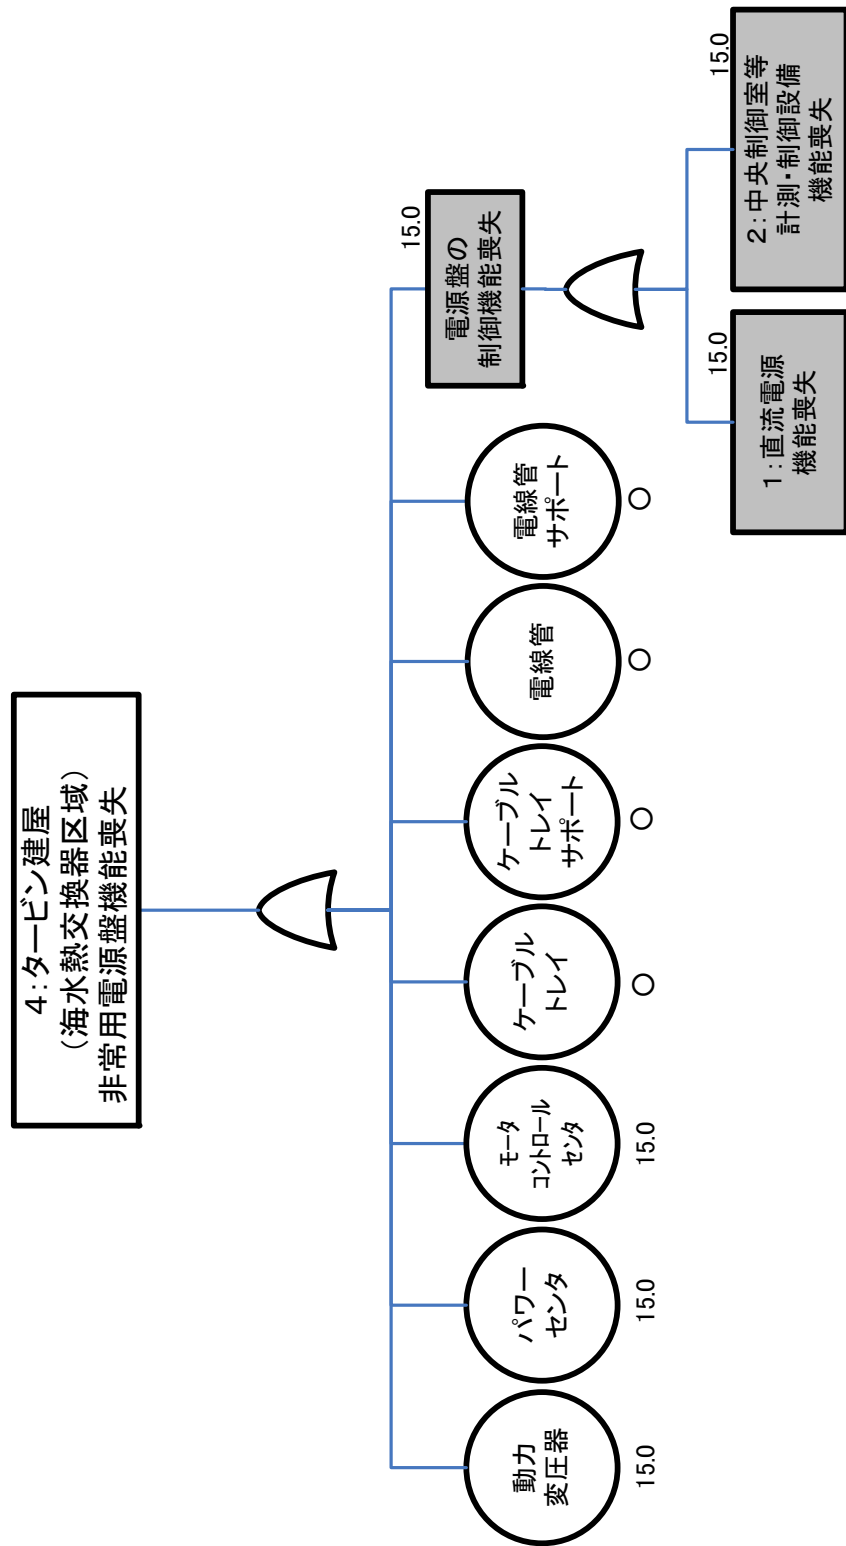 4:タービン建屋
(海水熱交換器区域)
非常用電源盤機能喪失
動力
変圧器
15.0
パワー
センタ
15.0
モータ
コントロール
センタ
15.0
ケーブル
トレイ
○
ケーブル
トレイ
サポート
○
電線管
○
電線管
サポート
○
15.0
電源盤の
制御機能喪失
15.0
1:直流電源
機能喪失
15.0
2:中央制御室等
計測・制御設備
機能喪失